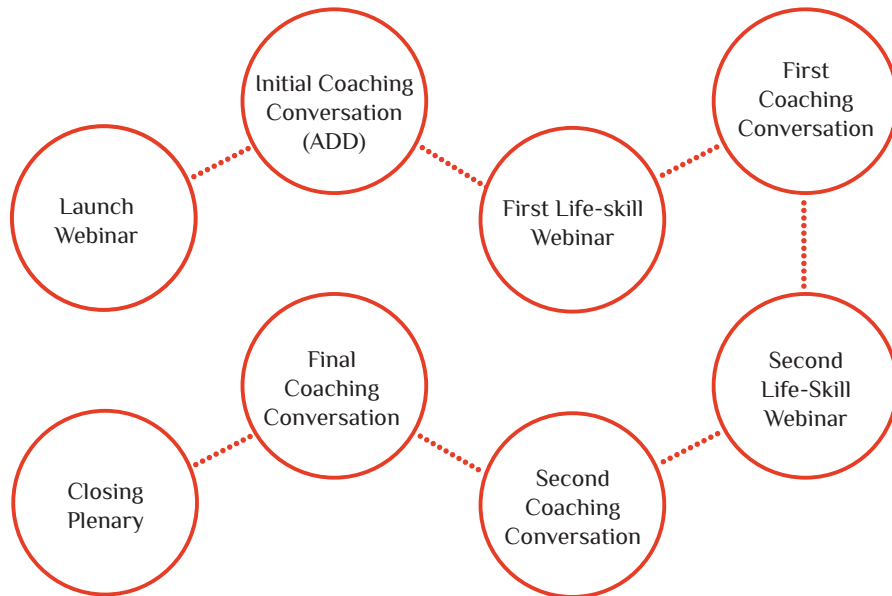 Launch
Webinar
Initial Coaching
Conversation
(ADD)
First Life-skill
Webinar
First
Coaching
Conversation
Second
Life-Skill
Webinar
Second
Coaching
Conversation
Final
Coaching
Conversation
Closing
Plenary